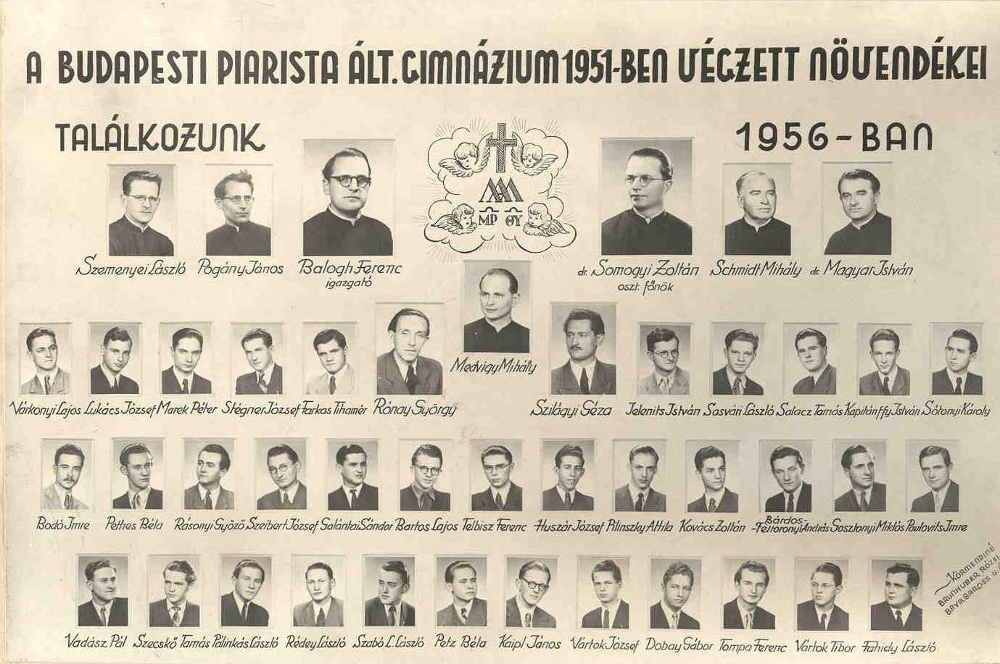 A BUDAPESTI PIARISTA ÁLT. GIMNÁZIUM 1951-BEN VÉGZETT NÖVENDÉKEI
TALÁLKOZUNK 1956-BAN
MP ΘY
Szemenyei László Pogány János Balogh Ferenc dr. Somogyi Zoltán Schmidt Mihály dr. Magyar István
igazgató oszt. főnök
Medvigy Mihály
Várkonyi Lajos Lukács József Marek Péter Stégner József Farkas Tihamér Rónay György Szilágyi Géza Jelenits István Sasvári László Salacz Tamás Kapitánffy István Sótonyi Károly
Bodó Imre Pethes Béla Rásonyi Győző Szeibert József Galántai Sándor Bartos Lajos Telbisz Ferenc Huszár József Pilinszky Attila Kovács Zoltán Bárdos-Féltoronyi András Sosztonyi Miklós Paulovits Imre
Vadász Pál Szecskő Tamás Pálinkás László Rédey László Szabó L. László Petz Béla Kaipl János Vártok József Dobay Gábor Tompa Ferenc Vártok Tibor Fahidy László
KÖRMENDINÉ
BRUNHUBER RÓZSI
BP. VIII. BAROSS. U.